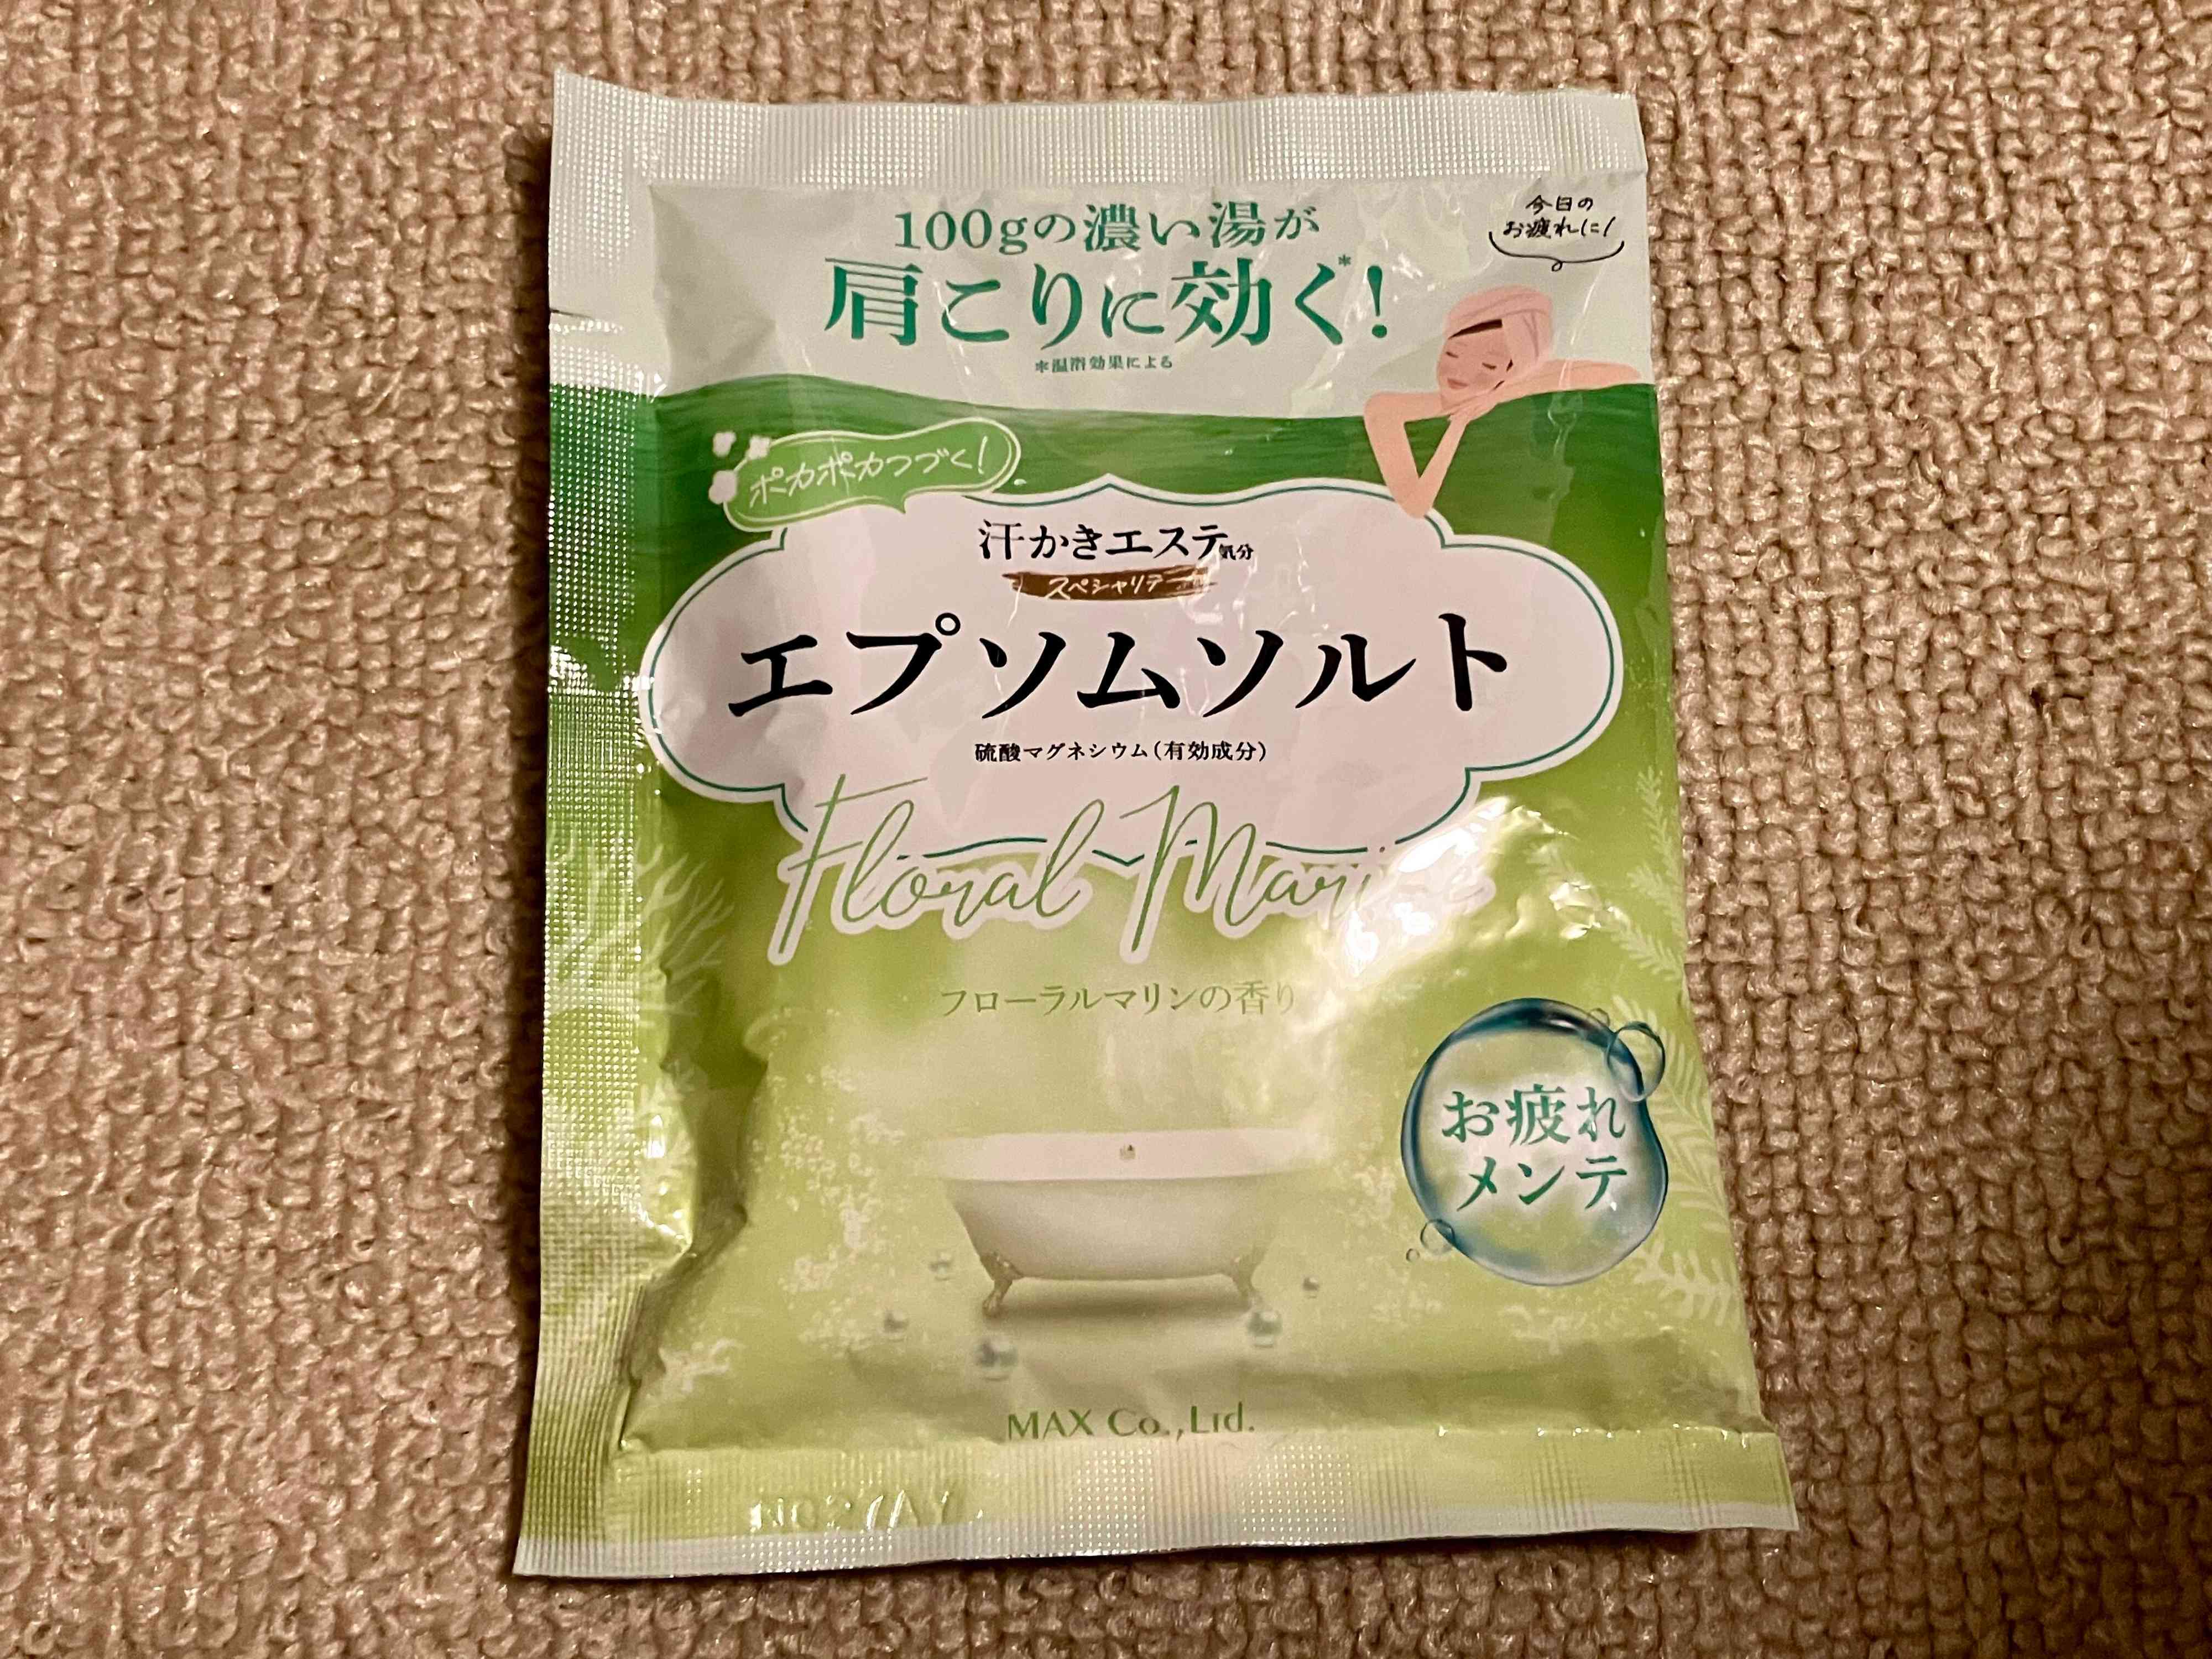 100gの濃い湯が
肩こりに効く*!
*温浴効果による
今日の
お疲れに!
ポカポカつづく!
汗かきエステ気分
スペシャリテ
エプソムソルト
硫酸マグネシウム(有効成分)
Floral Marine
フローラルマリンの香り
お疲れ
メンテ
MAX Co.,Ltd.